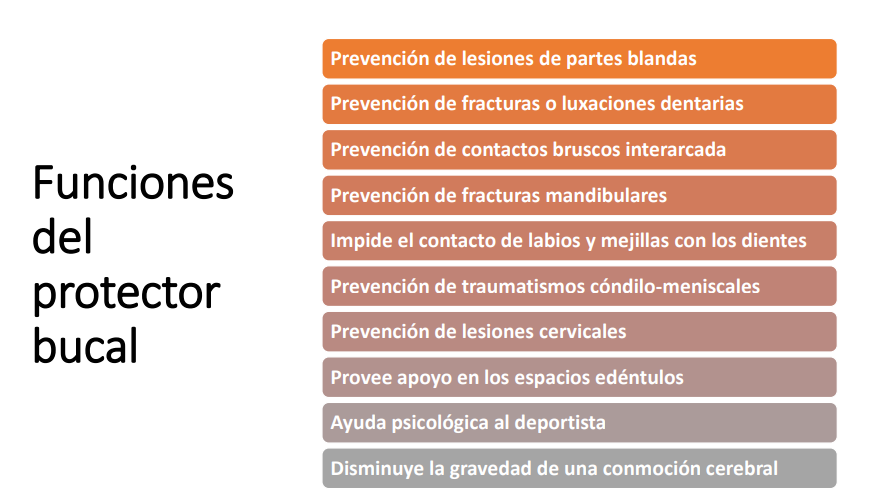 Funciones
del
protector
bucal
Prevención de lesiones de partes blandas
Prevención de fracturas o luxaciones dentarias
Prevención de contactos bruscos interarcada
Prevención de fracturas mandibulares
Impide el contacto de labios y mejillas con los dientes
Prevención de traumatismos cóndilo-meniscales
Prevención de lesiones cervicales
Provee apoyo en los espacios edéntulos
Ayuda psicológica al deportista
Disminuye la gravedad de una conmoción cerebral